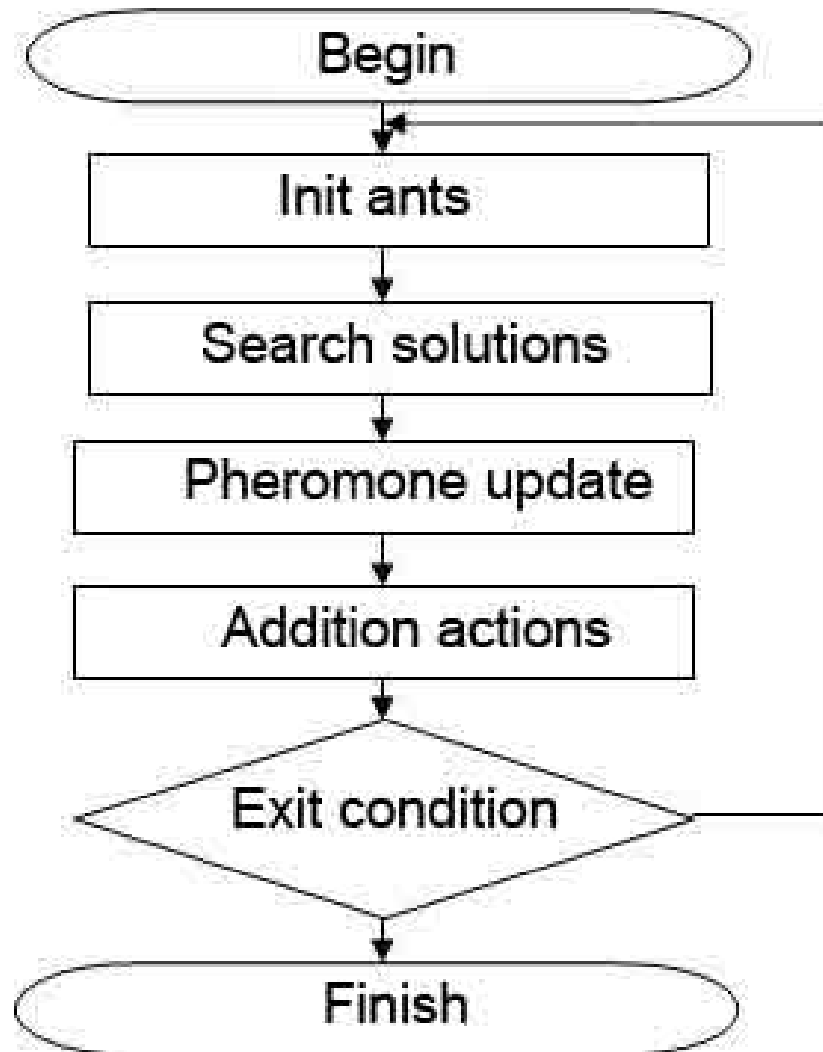 Begin
Init ants
Search solutions
Pheromone update
Addition actions
Exit condition
Finish